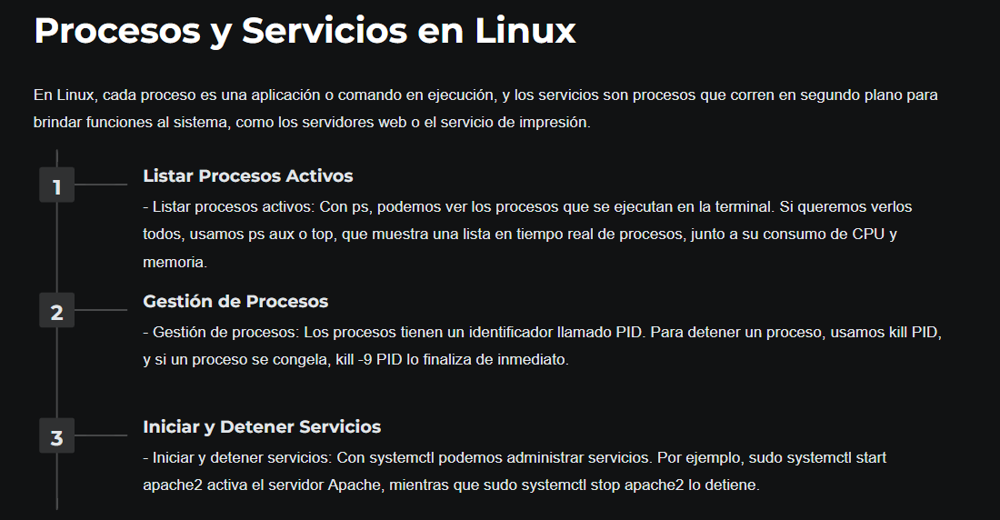 Procesos y Servicios en Linux
En Linux, cada proceso es una aplicación o comando en ejecución, y los servicios son procesos que corren en segundo plano para
brindar funciones al sistema, como los servidores web o el servicio de impresión.
1
Listar Procesos Activos
- Listar procesos activos: Con ps, podemos ver los procesos que se ejecutan en la terminal. Si queremos verlos
todos, usamos ps aux o top, que muestra una lista en tiempo real de procesos, junto a su consumo de CPU y
memoria.
2
Gestión de Procesos
- Gestión de procesos: Los procesos tienen un identificador llamado PID. Para detener un proceso, usamos kill PID,
y si un proceso se congela, kill -9 PID lo finaliza de inmediato.
3
Iniciar y Detener Servicios
- Iniciar y detener servicios: Con systemctl podemos administrar servicios. Por ejemplo, sudo systemctl start
apache2 activa el servidor Apache, mientras que sudo systemctl stop apache2 lo detiene.